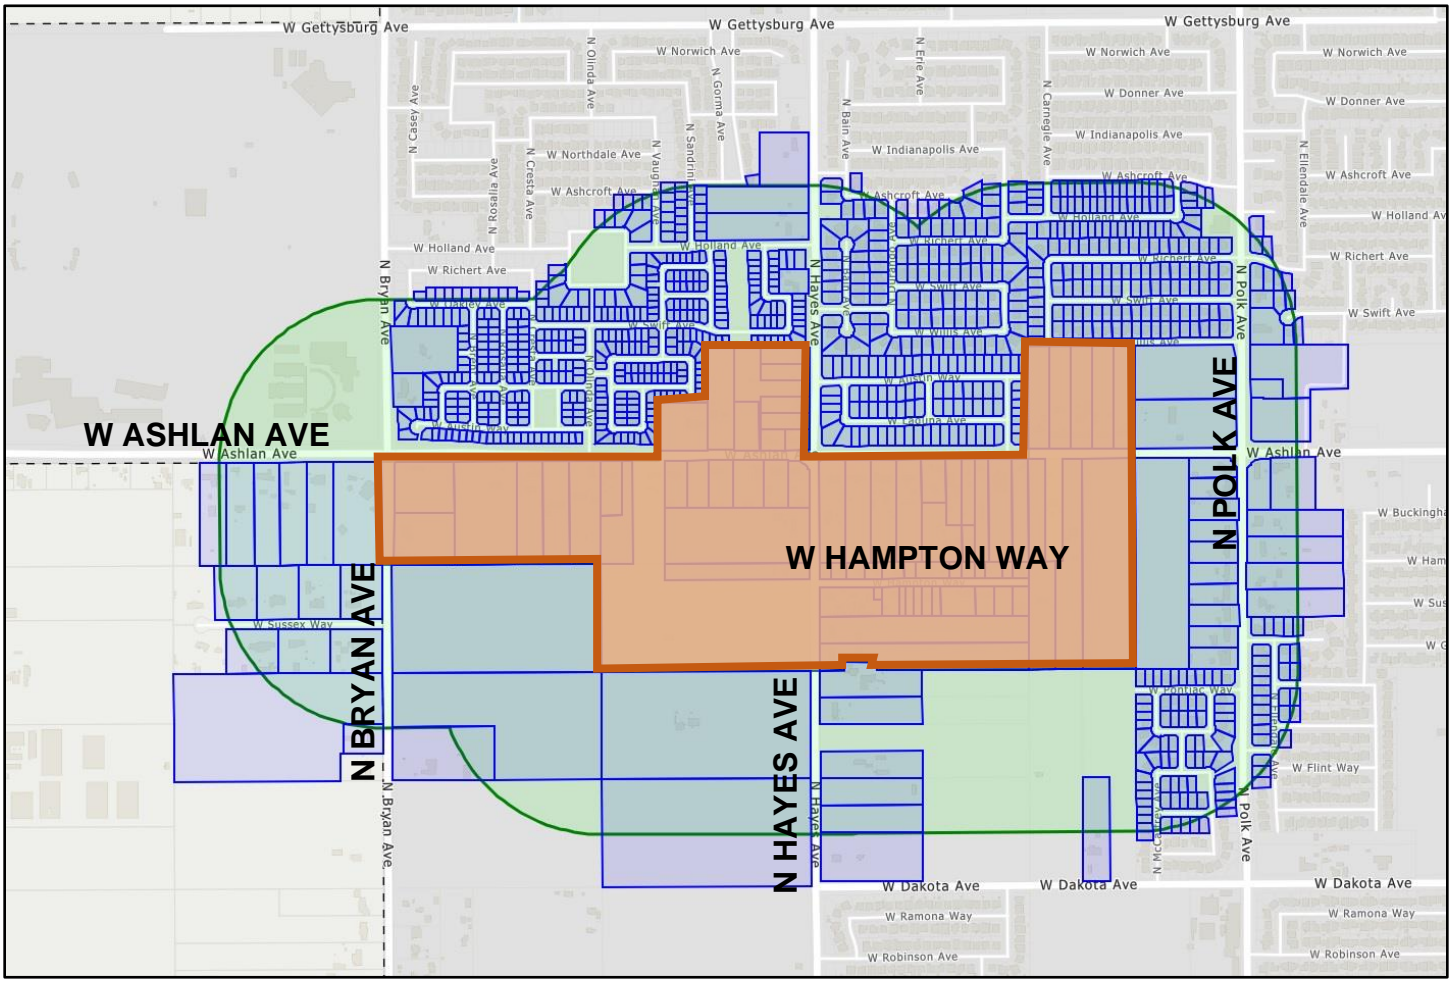 W Gettysburg Ave
W Gettysburg Ave
W Gettysburg Ave
N Olinda Ave
W Norwich Ave
N Erie Ave
W Norwich Ave
W Norwich Ave
N Casey Ave
N Gorma Ave
N Bain Ave
N Carnegie Ave
W Donner Ave
W Donner Ave
W Indianapolis Ave
W Indianapolis Ave
W Northdale Ave
N Rosalia Ave
N Cresta Ave
W Ashcroft Ave
W Ashcroft Ave
W Ashcroft Ave
N Ellendale Ave
W Ashcroft Ave
W Holland Ave
W Holland Ave
W Holland Ave
W Holland Av
W Richert Ave
W Richert Ave
W Richert Ave
W Richert Ave
N Bryan Ave
N Hayes Ave
N Polk Ave
W Swift Ave
W Swift Ave
W Swift Ave
W Swift Ave
W Willis Ave
N Olinda Ave
W Austin Way
W Austin Way
W Laguna Ave
W ASHLAN AVE
W Ashlan Ave
W Ashlan Ave
N POLK AVE
W Buckingha
W HAMPTON WAY
W Ham
W Sus
W Sussex Way
N BRYAN AVE
N HAYES AVE
W Pontiac Way
W Flint Way
N Bryan Ave
N Hayes Ave
N Polk Ave
W Dakota Ave
W Dakota Ave
W Dakota Ave
W Ramona Way
W Ramona Way
W Robinson Ave
W Robinson Ave